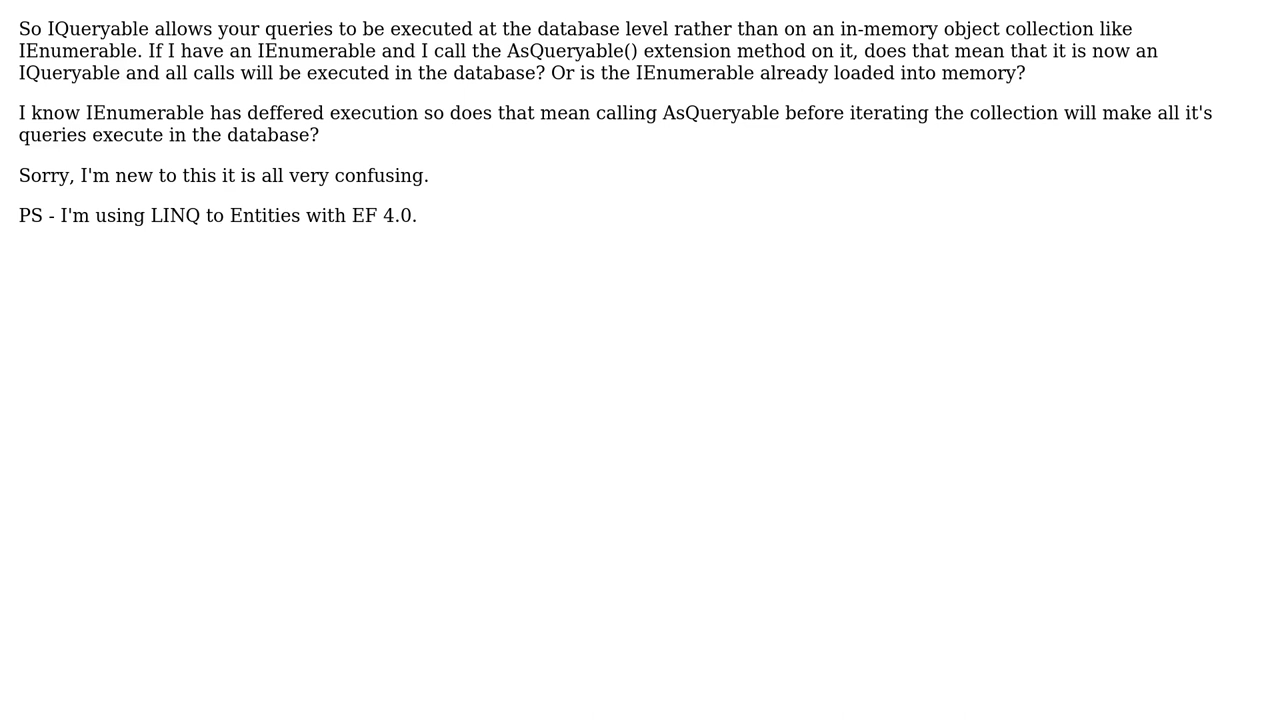 So IQueryable allows your queries to be executed at the database level rather than on an in-memory object collection like
IEnumerable. If I have an IEnumerable and I call the AsQueryable() extension method on it, does that mean that it is now an
IQueryable and all calls will be executed in the database? Or is the IEnumerable already loaded into memory?
I know IEnumerable has deffered execution so does that mean calling AsQueryable before iterating the collection will make all it's
queries execute in the database?
Sorry, I'm new to this it is all very confusing.
PS - I'm using LINQ to Entities with EF 4.0.